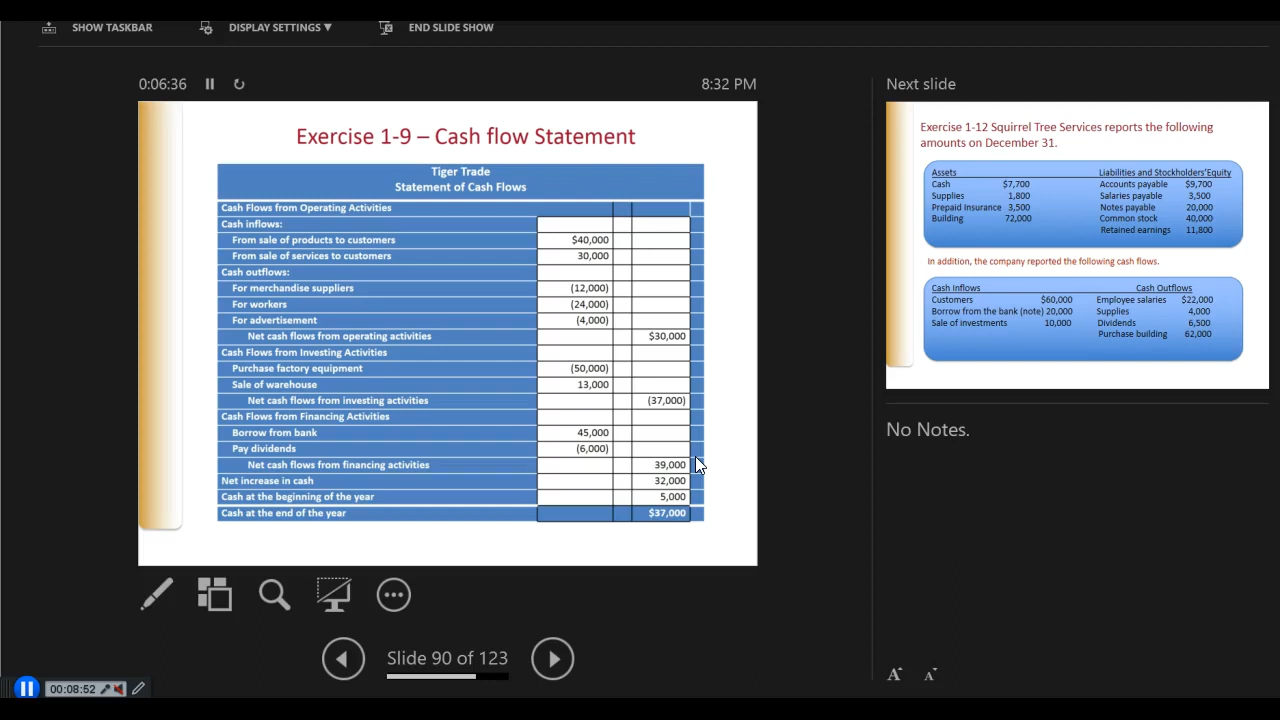 SHOW TASKBAR DISPLAY SETTINGS ▼ END SLIDE SHOW
0:06:36 8:32 PM
Exercise 1-9 – Cash flow Statement
Tiger Trade
Statement of Cash Flows
Cash Flows from Operating Activities
Cash inflows:
From sale of products to customers $40,000
From sale of services to customers 30,000
Cash outflows:
For merchandise suppliers (12,000)
For workers (24,000)
For advertisement (4,000)
Net cash flows from operating activities $30,000
Cash Flows from Investing Activities
Purchase factory equipment (50,000)
Sale of warehouse 13,000
Net cash flows from investing activities (37,000)
Cash Flows from Financing Activities
Borrow from bank 45,000
Pay dividends (6,000)
Net cash flows from financing activities 39,000
Net increase in cash 32,000
Cash at the beginning of the year 5,000
Cash at the end of the year $37,000
Slide 90 of 123
00:08:52
Next slide
Exercise 1-12 Squirrel Tree Services reports the following
amounts on December 31.
Assets Liabilities and Stockholders'Equity
Cash $7,700 Accounts payable $9,700
Supplies 1,800 Salaries payable 3,500
Prepaid Insurance 3,500 Notes payable 20,000
Building 72,000 Common stock 40,000
Retained earnings 11,800
In addition, the company reported the following cash flows.
Cash Inflows Cash Outflows
Customers $60,000 Employee salaries $22,000
Borrow from the bank (note) 20,000 Supplies 4,000
Sale of investments 10,000 Dividends 6,500
Purchase building 62,000
No Notes.
A A